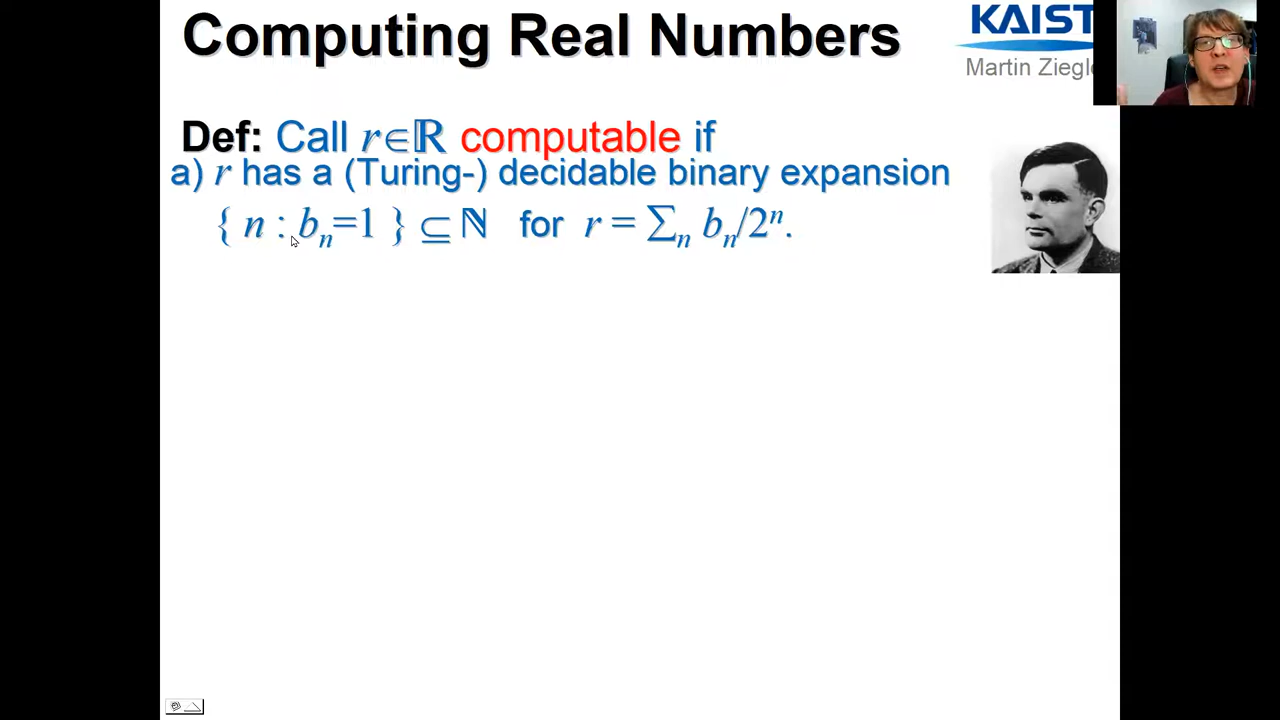 Computing Real Numbers
KAIST
Martin Ziegl
Def: Call r∈ℝ computable if
a) r has a (Turing-) decidable binary expansion
{ n : bₙ=1 } ⊆ ℕ for r = ∑ₙ bₙ/2ⁿ.